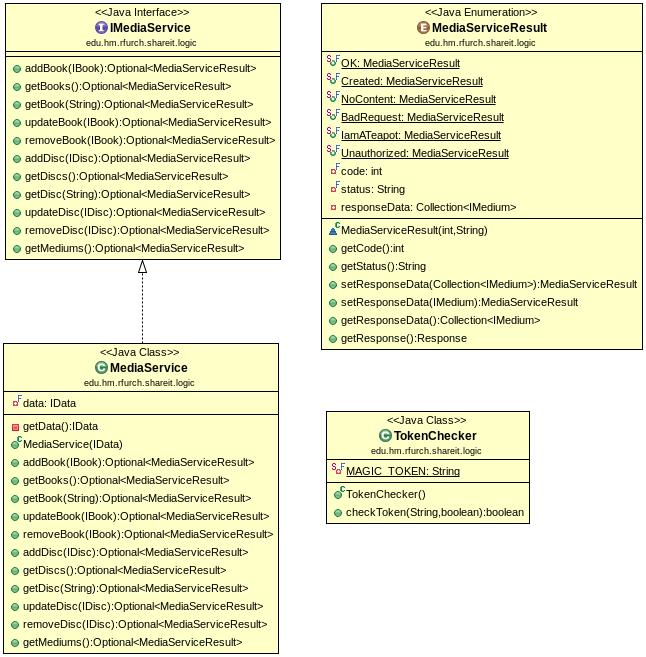 <<Java Interface>>
IMediaService
edu.hm.rfurch.shareit.logic
addBook(IBook):Optional<MediaServiceResult>
getBooks():Optional<MediaServiceResult>
getBook(String):Optional<MediaServiceResult>
updateBook(IBook):Optional<MediaServiceResult>
removeBook(IBook):Optional<MediaServiceResult>
addDisc(IDisc):Optional<MediaServiceResult>
getDiscs():Optional<MediaServiceResult>
getDisc(String):Optional<MediaServiceResult>
updateDisc(IDisc):Optional<MediaServiceResult>
removeDisc(IDisc):Optional<MediaServiceResult>
getMediums():Optional<MediaServiceResult>
<<Java Enumeration>>
MediaServiceResult
edu.hm.rfurch.shareit.logic
OK: MediaServiceResult
Created: MediaServiceResult
NoContent: MediaServiceResult
BadRequest: MediaServiceResult
IamATeapot: MediaServiceResult
Unauthorized: MediaServiceResult
code: int
status: String
responseData: Collection<IMedium>
MediaServiceResult(int,String)
getCode():int
getStatus():String
setResponseData(Collection<IMedium>):MediaServiceResult
setResponseData(IMedium):MediaServiceResult
getResponseData():Collection<IMedium>
getResponse():Response
<<Java Class>>
MediaService
edu.hm.rfurch.shareit.logic
data: IData
getData():IData
MediaService(IData)
addBook(IBook):Optional<MediaServiceResult>
getBooks():Optional<MediaServiceResult>
getBook(String):Optional<MediaServiceResult>
updateBook(IBook):Optional<MediaServiceResult>
removeBook(IBook):Optional<MediaServiceResult>
addDisc(IDisc):Optional<MediaServiceResult>
getDiscs():Optional<MediaServiceResult>
getDisc(String):Optional<MediaServiceResult>
updateDisc(IDisc):Optional<MediaServiceResult>
removeDisc(IDisc):Optional<MediaServiceResult>
getMediums():Optional<MediaServiceResult>
<<Java Class>>
TokenChecker
edu.hm.rfurch.shareit.logic
MAGIC_TOKEN: String
TokenChecker()
checkToken(String,boolean):boolean